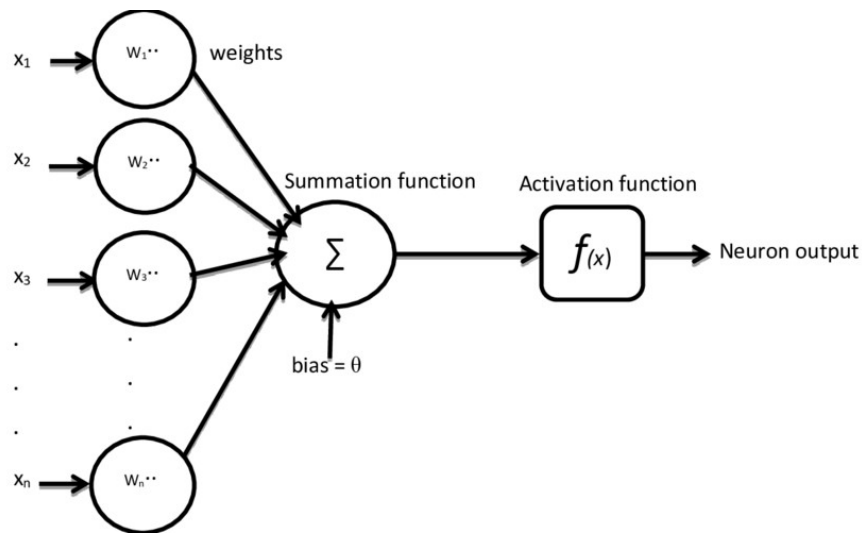 x₁
W₁..
weights
x₂
W₂..
Summation function
Activation function
x₃
W₃..
∑
f(x)
Neuron output
bias = θ
xₙ
Wₙ..